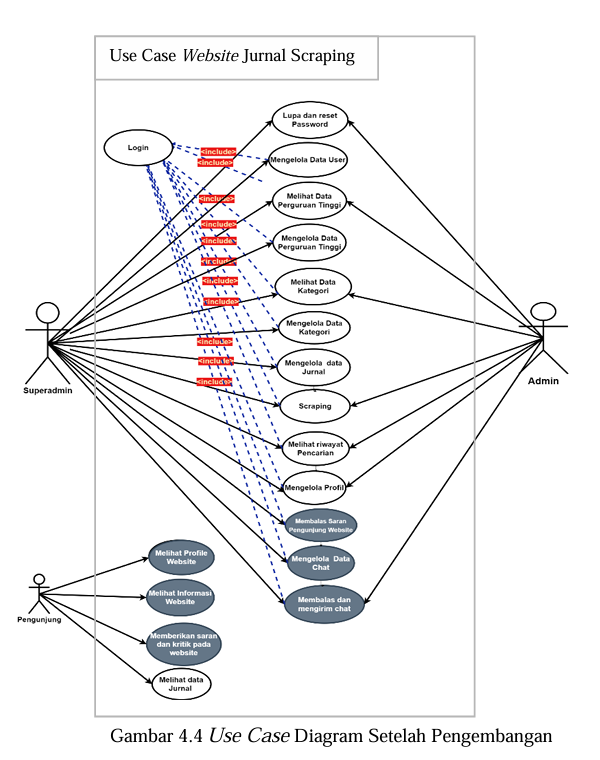 Use Case Website Jurnal Scraping
Login
Lupa dan reset
Password
Mengelola Data User
Melihat Data
Perguruan Tinggi
Mengelola Data
Perguruan Tinggi
Melihat Data
Kategori
Mengelola Data
Kategori
Mengelola data
Jurnal
Scraping
Melihat riwayat
Pencarian
Mengelola Profil
Membalas Saran
Pengunjung Website
Mengelola Data
Chat
Membalas dan
mengirim chat
<include>
<include>
<include>
<include>
<include>
<include>
<include>
<include>
<include>
<include>
<include>
Superadmin
Admin
Pengunjung
Melihat Profile
Website
Melihat Informasi
Website
Memberikan saran
dan kritik pada
website
Melihat data
Jurnal
Gambar 4.4 Use Case Diagram Setelah Pengembangan